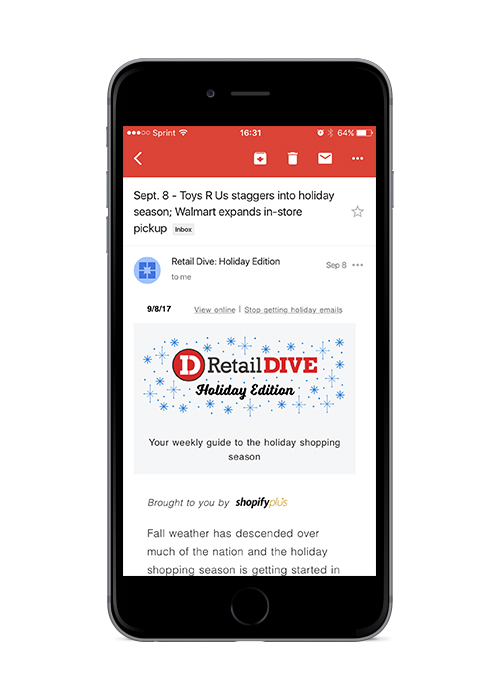 Sprint 16:31 64%
Sept. 8 - Toys R Us staggers into holiday
season; Walmart expands in-store
pickup Inbox
Retail Dive: Holiday Edition Sep 8
to me
9/8/17 View online | Stop getting holiday emails
D Retail DIVE
Holiday Edition
Your weekly guide to the holiday shopping
season
Brought to you by shopifyplus
Fall weather has descended over
much of the nation and the holiday
shopping season is getting started in